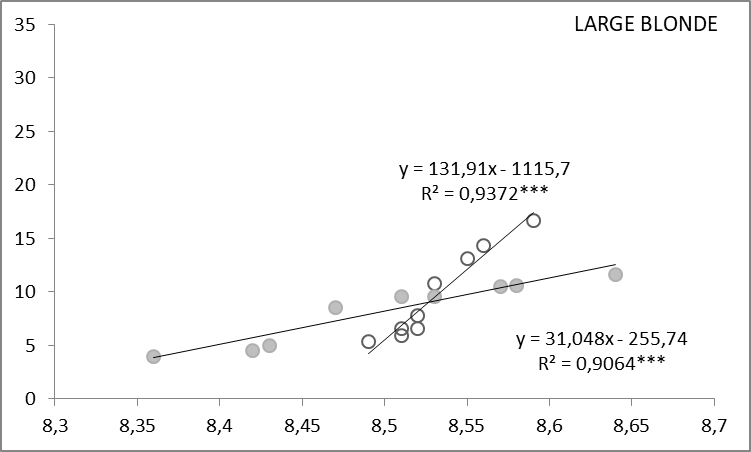 LARGE BLONDE
35
30
25
20
15
10
5
0
y = 131,91x - 1115,7
R² = 0,9372***
y = 31,048x - 255,74
R² = 0,9064***
8,3 8,35 8,4 8,45 8,5 8,55 8,6 8,65 8,7